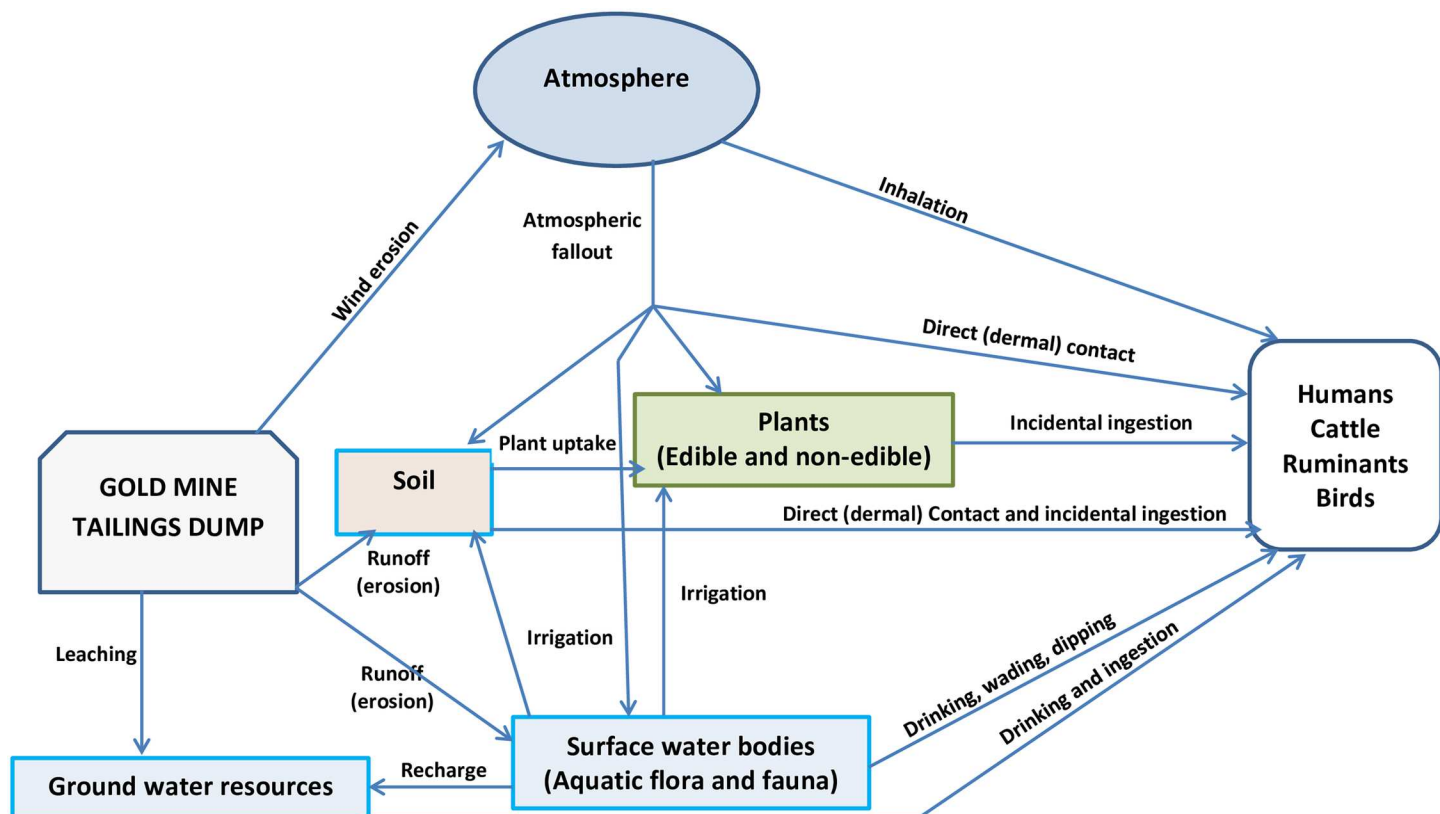 Atmosphere
Inhalation
Atmospheric
fallout
Wind erosion
Direct (dermal) contact
Plants
(Edible and non-edible)
Incidental ingestion
Humans
Cattle
Ruminants
Birds
GOLD MINE
TAILINGS DUMP
Soil
Plant uptake
Direct (dermal) Contact and incidental ingestion
Runoff
(erosion)
Irrigation
Irrigation
Leaching
Runoff
(erosion)
Drinking, wading, dipping
Drinking and ingestion
Surface water bodies
(Aquatic flora and fauna)
Recharge
Ground water resources